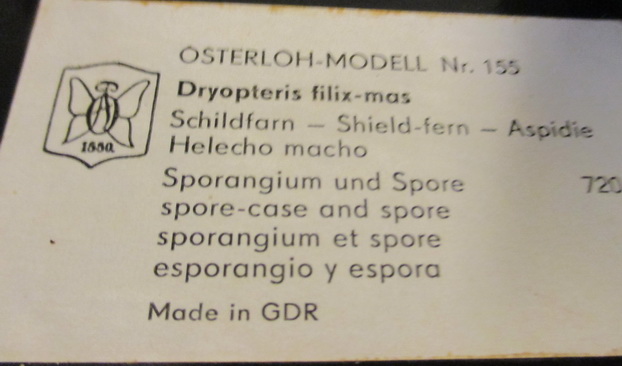 OSTERLOH-MODELL Nr. 155
Dryopteris filix-mas
Schildfarn – Shield-fern – Aspidie
Helecho macho
1880
Sporangium und Spore 720
spore-case and spore
sporangium et spore
esporangio y espora
Made in GDR